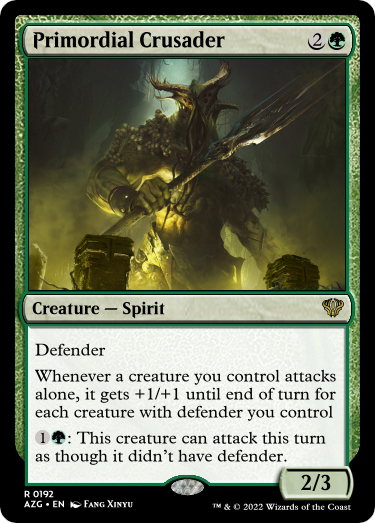 Primordial Crusader 2
Creature — Spirit
Defender
Whenever a creature you control attacks
alone, it gets +1/+1 until end of turn for
each creature with defender you control
1: This creature can attack this turn
as though it didn't have defender.
2/3
R 0192
AZG • EN Fang Xinyu
™ & © 2022 Wizards of the Coast